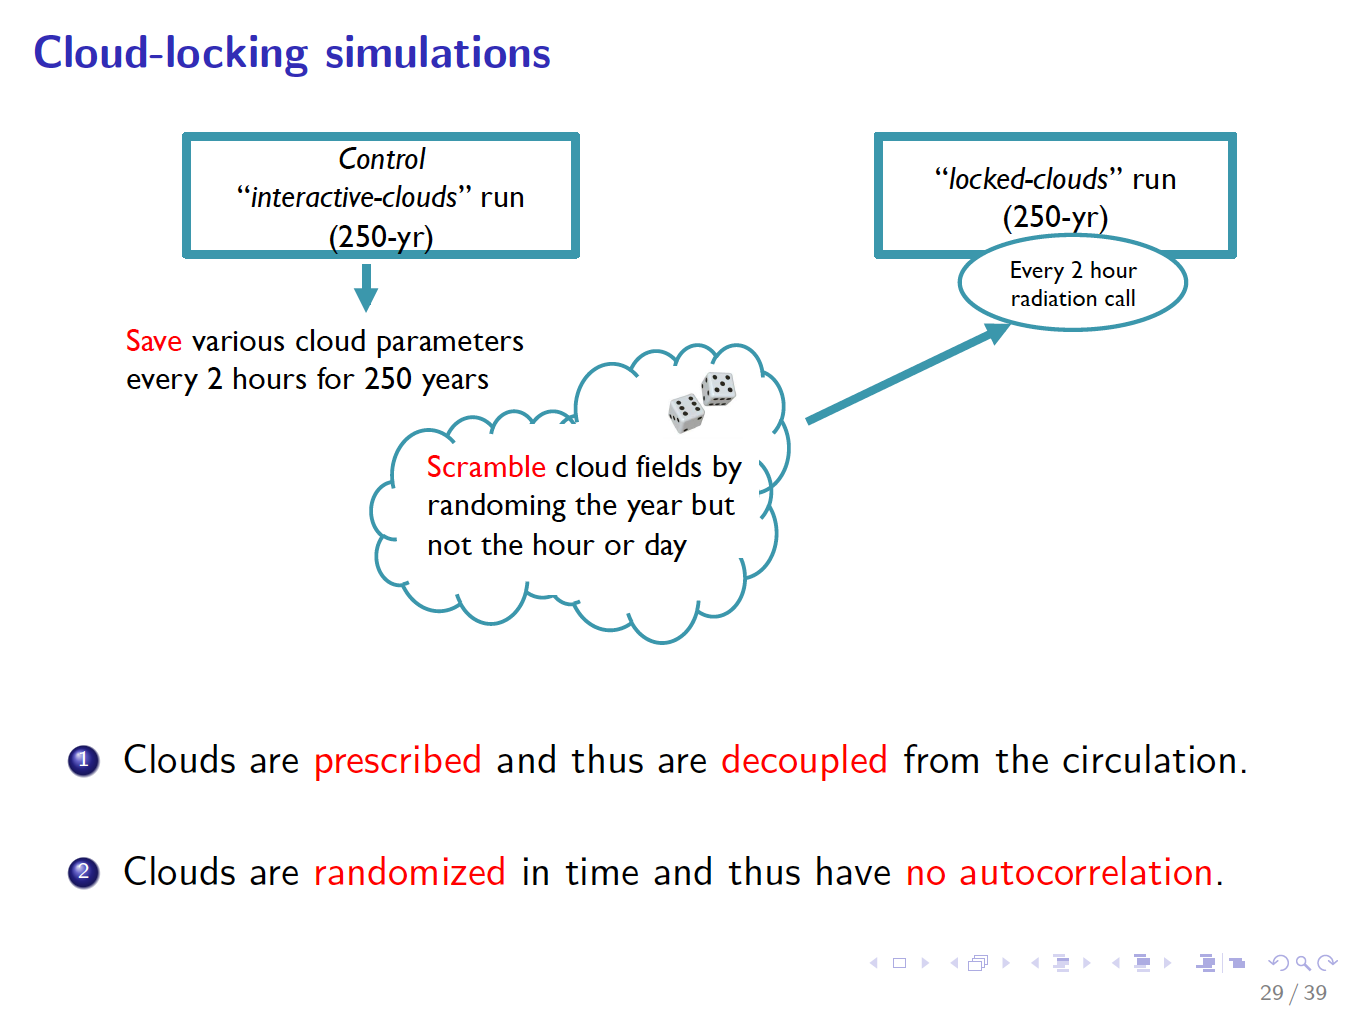 Cloud-locking simulations
Control
“interactive-clouds” run
(250-yr)
“locked-clouds” run
(250-yr)
Every 2 hour
radiation call
Save various cloud parameters
every 2 hours for 250 years
Scramble cloud fields by
randoming the year but
not the hour or day
1 Clouds are prescribed and thus are decoupled from the circulation.
2 Clouds are randomized in time and thus have no autocorrelation.
29 / 39